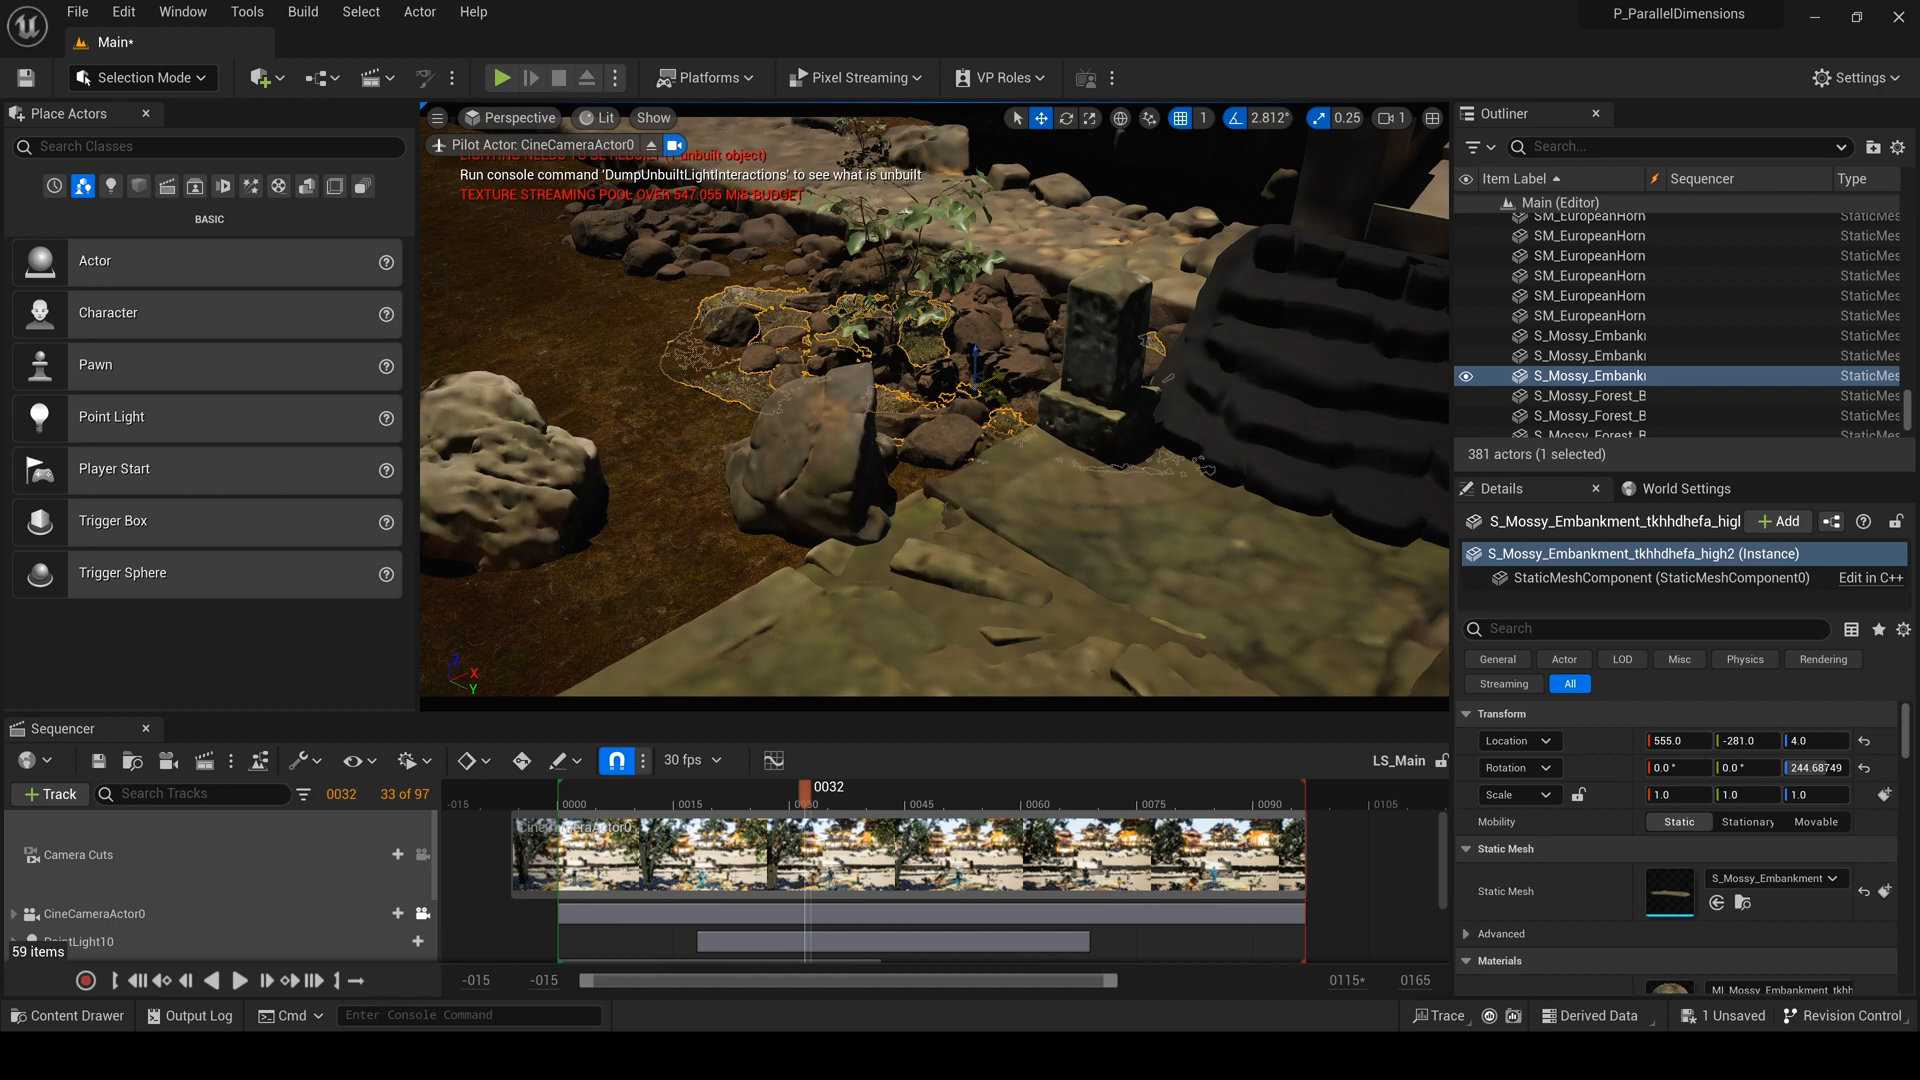 File Edit Window Tools Build Select Actor Help
P_ParallelDimensions
Main*
Selection Mode
Platforms
Pixel Streaming
VP Roles
Settings
Place Actors
Search Classes
BASIC
Actor
Character
Pawn
Point Light
Player Start
Trigger Box
Trigger Sphere
Perspective
Lit
Show
1
2.812°
0.25
1
Pilot Actor: CineCameraActor0
unbuilt object)
Run console command 'DumpUnbuiltLightInteractions' to see what is unbuilt
TEXTURE STREAMING POOL OVER 547.055 MiB BUDGET
Z
X
Y
Outliner
Search...
Item Label
Sequencer
Type
Main (Editor)
SM_EuropeanHorn StaticMes
SM_EuropeanHorn StaticMes
SM_EuropeanHorn StaticMes
SM_EuropeanHorn StaticMes
SM_EuropeanHorn StaticMes
SM_EuropeanHorn StaticMes
S_Mossy_Embank StaticMes
S_Mossy_Embank StaticMes
S_Mossy_Embank StaticMes
S_Mossy_Forest_B StaticMes
S_Mossy_Forest_B StaticMes
S_Mossy_Forest_B
381 actors (1 selected)
Details
World Settings
S_Mossy_Embankment_tkhhdhefa_higl
Add
S_Mossy_Embankment_tkhhdhefa_high2 (Instance)
StaticMeshComponent (StaticMeshComponent0)
Edit in C++
Search
General Actor LOD Misc Physics Rendering
Streaming All
Transform
Location 555.0 -281.0 4.0
Rotation 0.0° 0.0° 244.68749
Scale 1.0 1.0 1.0
Mobility Static Stationary Movable
Static Mesh
Static Mesh
S_Mossy_Embankment
Advanced
Materials
MI_Mossy_Embankment_tkhh
Sequencer
30 fps
LS_Main
Track
Search Tracks
0032
33 of 97
Camera Cuts
CineCameraActor0
PointLight10
59 items
0032
-015 0000 0015 0030 0045 0060 0075 0090 0105
CineCameraActor0
-015 -015 0115* 0165
Content Drawer
Output Log
Cmd
Enter Console Command
Trace
Derived Data
1 Unsaved
Revision Control